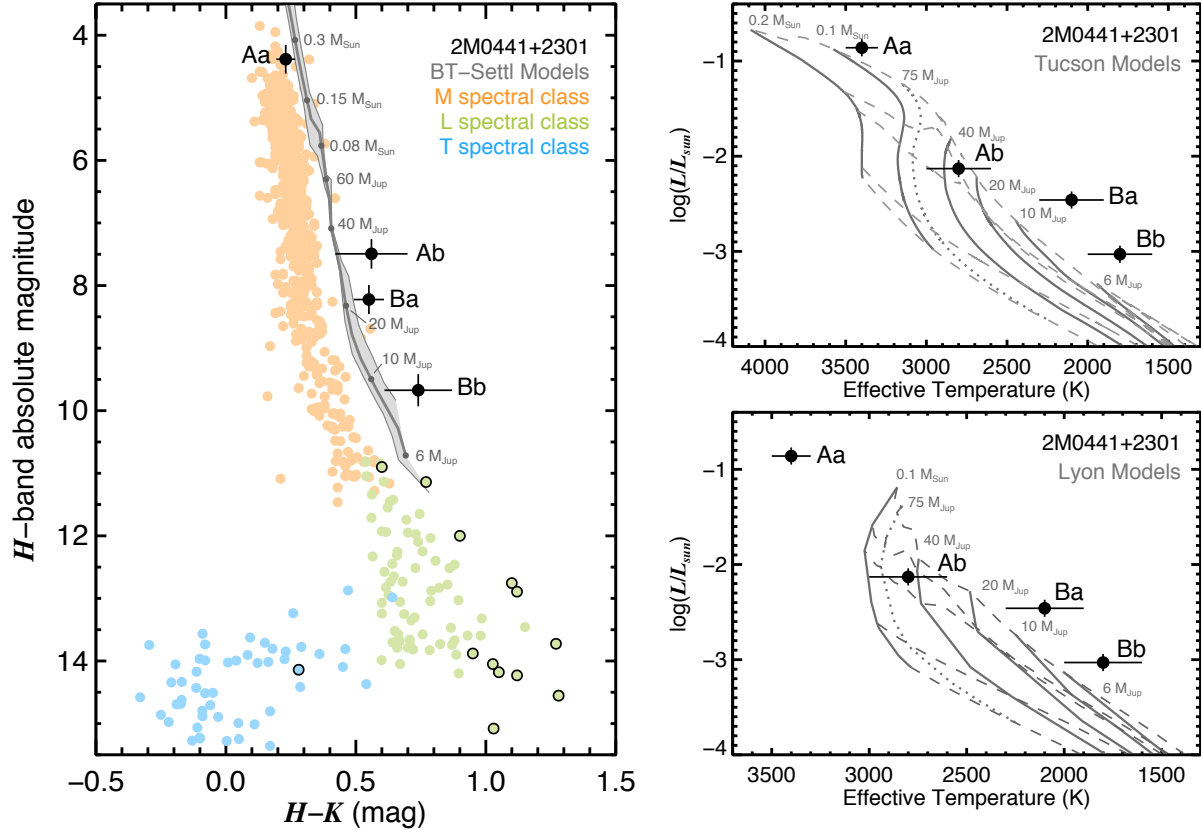 4
6
8
10
12
14
H-band absolute magnitude
−0.5
0.0
0.5
1.0
1.5
H−K (mag)
2M0441+2301
BT−Settl Models
M spectral class
L spectral class
T spectral class
Aa
Ab
Ba
Bb
0.3 MSun
0.15 MSun
0.08 MSun
60 MJup
40 MJup
20 MJup
10 MJup
6 MJup
2M0441+2301
Tucson Models
0
−1
−2
−3
−4
log(L/Lsun)
4000
3500
3000
2500
2000
1500
Effective Temperature (K)
0.2 MSun
0.1 MSun
75 MJup
40 MJup
20 MJup
10 MJup
6 MJup
Aa
Ab
Ba
Bb
2M0441+2301
Lyon Models
−1
−2
−3
−4
log(L/Lsun)
3500
3000
2500
2000
1500
Effective Temperature (K)
0.1 MSun
75 MJup
40 MJup
20 MJup
10 MJup
6 MJup
Aa
Ab
Ba
Bb